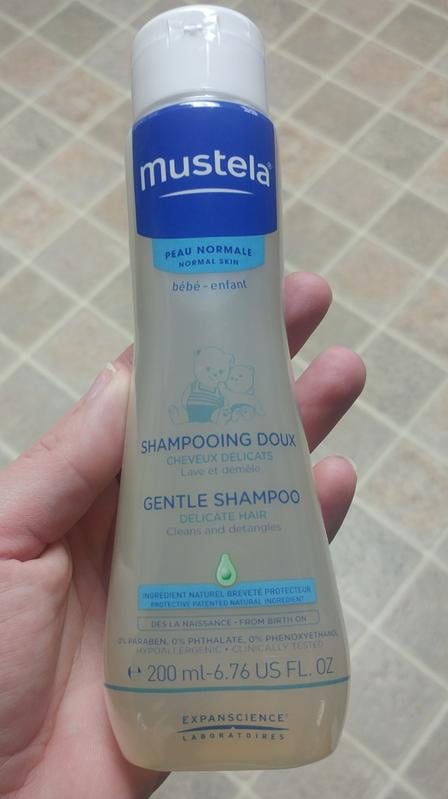 mustela®
PEAU NORMALE
NORMAL SKIN
bébé - enfant
SHAMPOOING DOUX
CHEVEUX DÉLICATS
Lave et démêle
GENTLE SHAMPOO
DELICATE HAIR
Cleans and detangles
INGRÉDIENT NATUREL BREVETÉ PROTECTEUR
PROTECTIVE PATENTED NATURAL INGREDIENT
DÈS LA NAISSANCE • FROM BIRTH ON
0% PARABEN, 0% PHTHALATE, 0% PHENOXYETHANOL
HYPOALLERGENIC • CLINICALLY TESTED
℮ 200 ml-6.76 US FL. OZ
EXPANSCIENCE®
LABORATOIRES